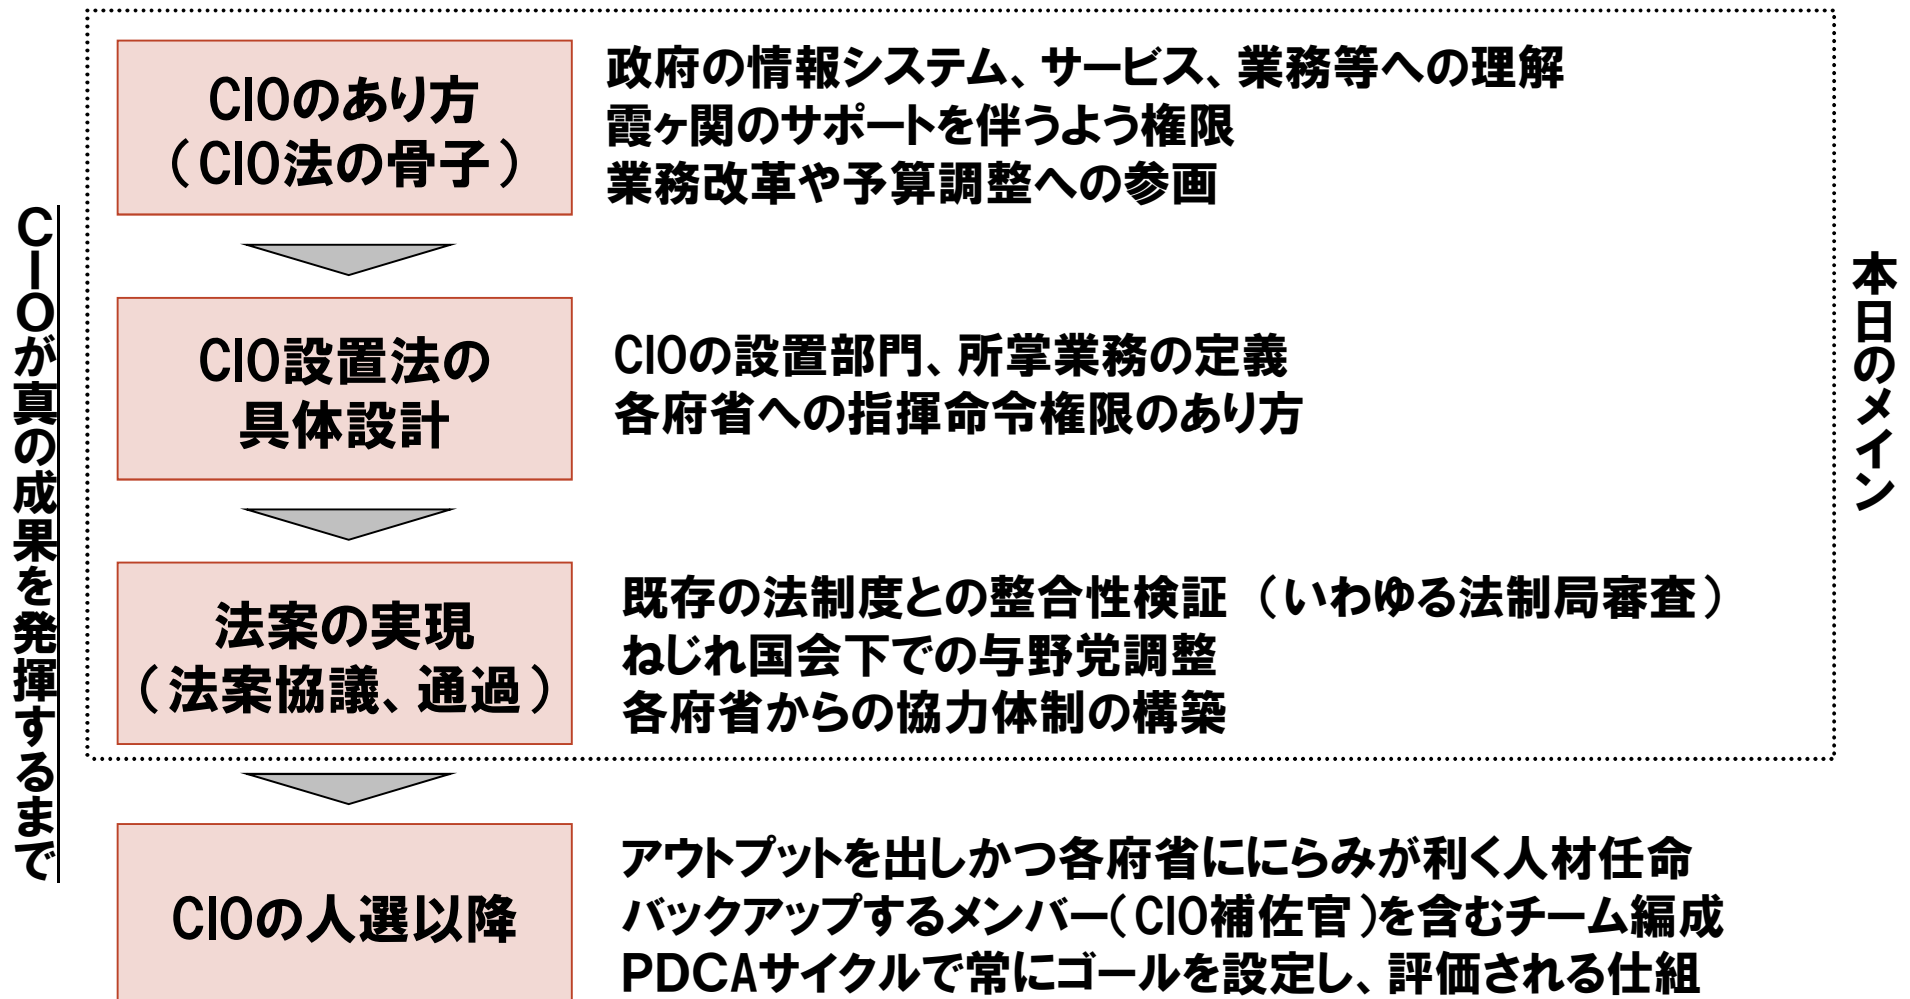 CIOが真の成果を発揮するまで
CIOのあり方
（CIO法の骨子）
政府の情報システム、サービス、業務等への理解
霞ヶ関のサポートを伴うよう権限
業務改革や予算調整への参画
CIO設置法の
具体設計
CIOの設置部門、所掌業務の定義
各府省への指揮命令権限のあり方
法案の実現
（法案協議、通過）
既存の法制度との整合性検証（いわゆる法制局審査）
ねじれ国会下での与野党調整
各府省からの協力体制の構築
CIOの人選以降
アウトプットを出しかつ各府省ににらみが利く人材任命
バックアップするメンバー（CIO補佐官）を含むチーム編成
PDCAサイクルで常にゴールを設定し、評価される仕組
本日のメイン